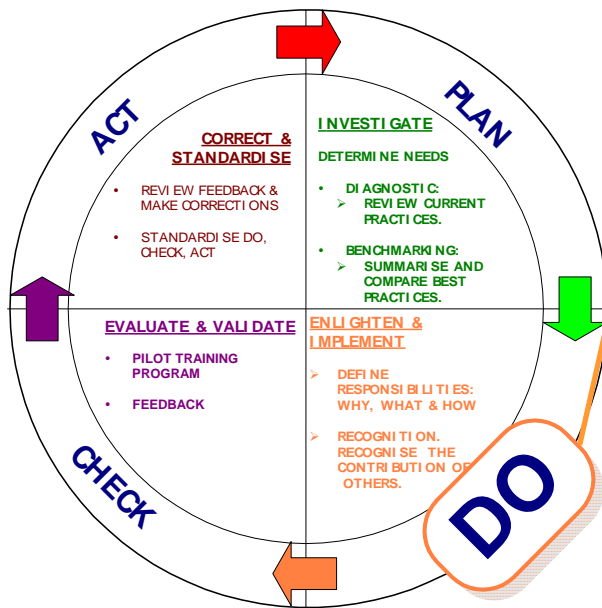 ACT
PLAN
CORRECT &
STANDARDISE
• REVIEW FEEDBACK &
MAKE CORRECTIONS
• STANDARDISE DO,
CHECK, ACT
INVESTIGATE
DETERMINE NEEDS
• DIAGNOSTIC:
➢ REVIEW CURRENT
PRACTICES.
• BENCHMARKING:
➢ SUMMARISE AND
COMPARE BEST
PRACTICES.
EVALUATE & VALIDATE
• PILOT TRAINING
PROGRAM
• FEEDBACK
ENLIGHTEN &
IMPLEMENT
➢ DEFINE
RESPONSIBILITIES:
WHY, WHAT & HOW
➢ RECOGNITION.
RECOGNISE THE
CONTRIBUTION OF
OTHERS.
CHECK
DO